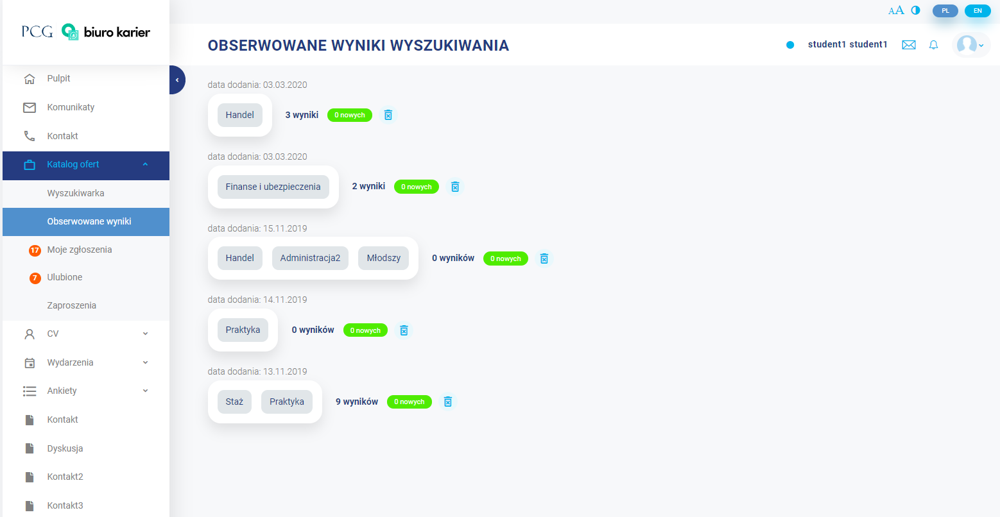 AA PL EN
PCG biuro karier
OBSERWOWANE WYNIKI WYSZUKIWANIA
student1 student1
Pulpit
Komunikaty
Kontakt
Katalog ofert
Wyszukiwarka
Obserwowane wyniki
17 Moje zgłoszenia
7 Ulubione
Zaproszenia
CV
Wydarzenia
Ankiety
Kontakt
Dyskusja
Kontakt2
Kontakt3
data dodania: 03.03.2020
Handel 3 wyniki 0 nowych
data dodania: 03.03.2020
Finanse i ubezpieczenia 2 wyniki 0 nowych
data dodania: 15.11.2019
Handel Administracja2 Młodszy 0 wyników 0 nowych
data dodania: 14.11.2019
Praktyka 0 wyników 0 nowych
data dodania: 13.11.2019
Staż Praktyka 9 wyników 0 nowych